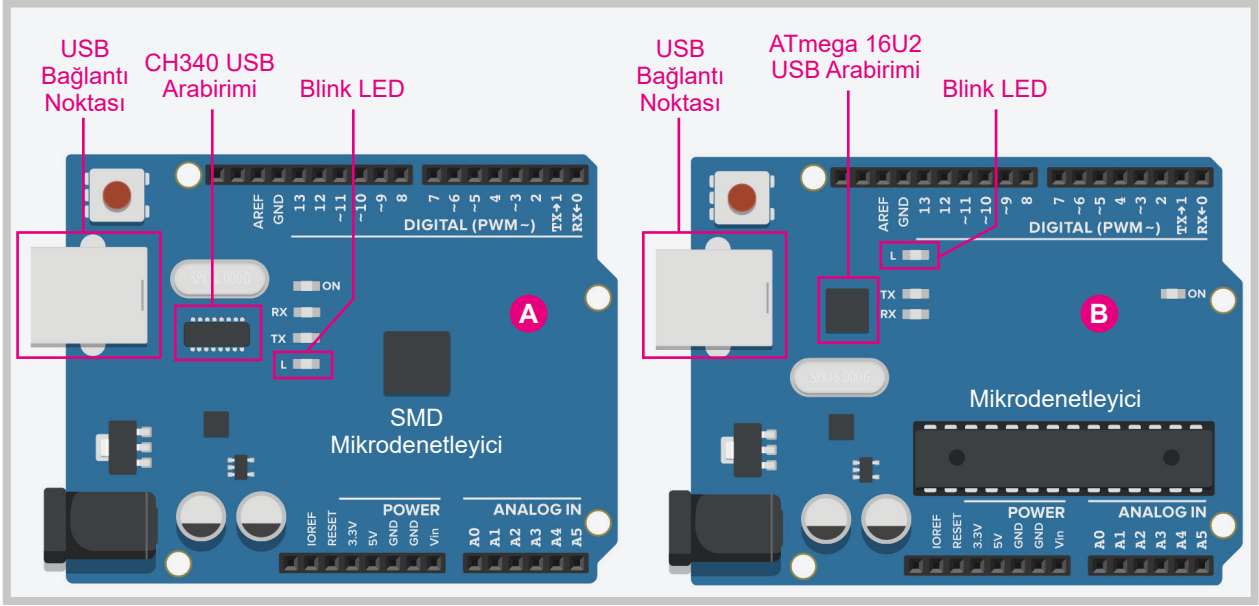 USB
Bağlantı
Noktası
CH340 USB
Arabirimi
Blink LED
AREF
GND
13
12
~11
~10
~9
8
7
~6
~5
4
~3
2
TX→1
RX←0
DIGITAL (PWM~)
SPK16.000G
ON
RX
TX
L
A
SMD
Mikrodenetleyici
POWER
ANALOG IN
IOREF
RESET
3.3V
5V
GND
GND
Vin
A0
A1
A2
A3
A4
A5
USB
Bağlantı
Noktası
ATmega 16U2
USB Arabirimi
Blink LED
AREF
GND
13
12
~11
~10
~9
8
7
~6
~5
4
~3
2
TX→1
RX←0
DIGITAL (PWM~)
L
TX
RX
ON
B
SPK16.000G
Mikrodenetleyici
POWER
ANALOG IN
IOREF
RESET
3.3V
5V
GND
GND
Vin
A0
A1
A2
A3
A4
A5